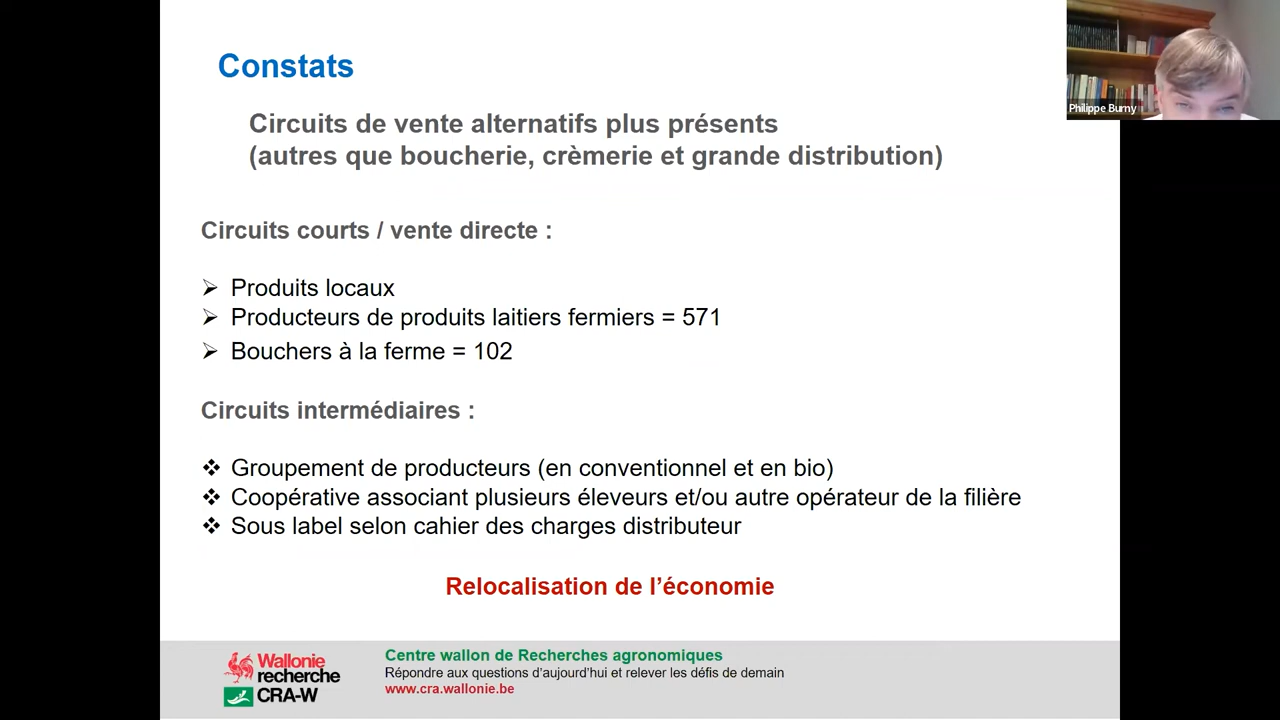 Constats
Circuits de vente alternatifs plus présents
(autres que boucherie, crèmerie et grande distribution)
Circuits courts / vente directe :
Produits locaux
Producteurs de produits laitiers fermiers = 571
Bouchers à la ferme = 102
Circuits intermédiaires :
Groupement de producteurs (en conventionnel et en bio)
Coopérative associant plusieurs éleveurs et/ou autre opérateur de la filière
Sous label selon cahier des charges distributeur
Relocalisation de l’économie
Wallonie
recherche
CRA-W
Centre wallon de Recherches agronomiques
Répondre aux questions d’aujourd’hui et relever les défis de demain
www.cra.wallonie.be
Philippe Burny